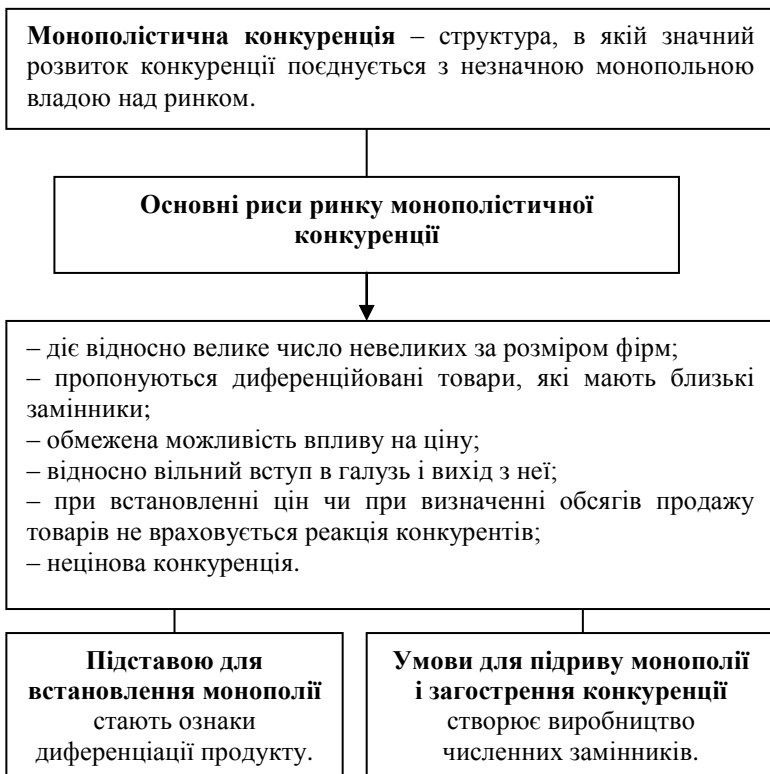 Монополістична конкуренція – структура, в якій значний
розвиток конкуренції поєднується з незначною монопольною
владою над ринком.
Основні риси ринку монополістичної
конкуренції
– діє відносно велике число невеликих за розміром фірм;
– пропонуються диференційовані товари, які мають близькі
замінники;
– обмежена можливість впливу на ціну;
– відносно вільний вступ в галузь і вихід з неї;
– при встановленні цін чи при визначенні обсягів продажу
товарів не враховується реакція конкурентів;
– нецінова конкуренція.
Підставою для
встановлення монополії
стають ознаки
диференціації продукту.
Умови для підриву монополії
і загострення конкуренції
створює виробництво
численних замінників.